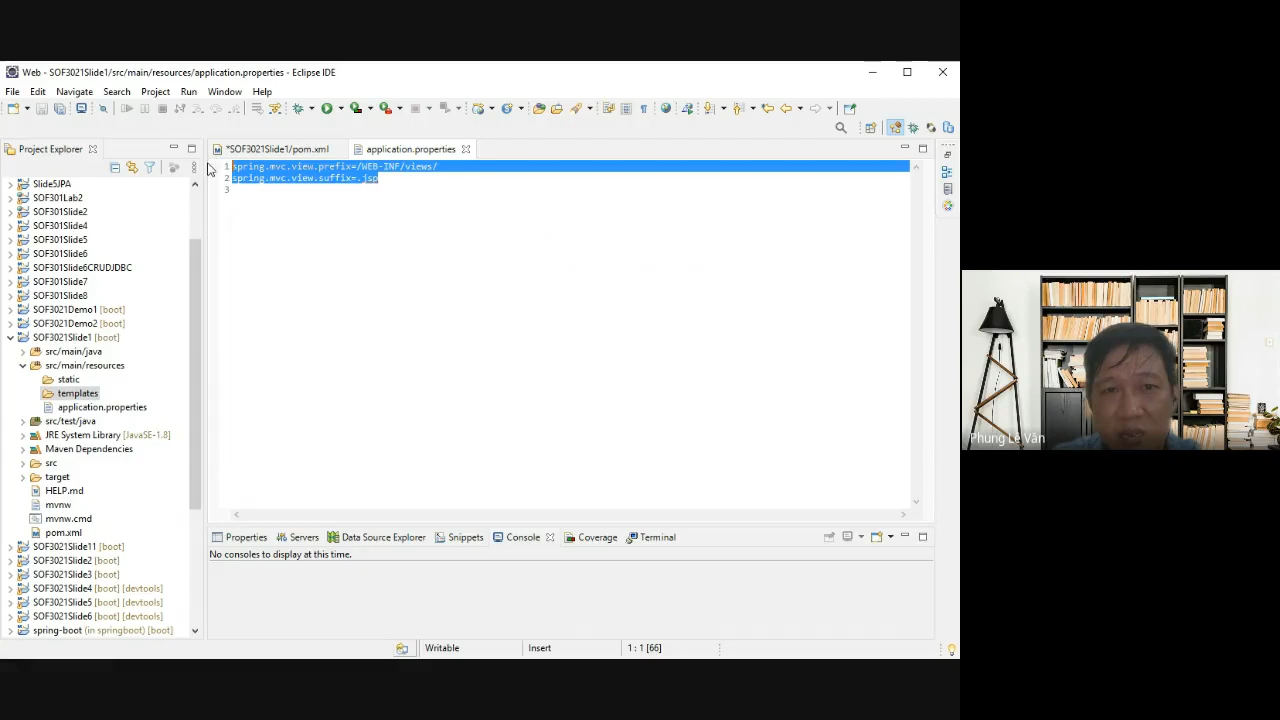 Web - SOF3021Slide1/src/main/resources/application.properties - Eclipse IDE
File Edit Navigate Search Project Run Window Help
Project Explorer
*SOF3021Slide1/pom.xml
application.properties
Slide5JPA
SOF301Lab2
SOF301Slide2
SOF301Slide4
SOF301Slide5
SOF301Slide6
SOF301Slide6CRUDJDBC
SOF301Slide7
SOF301Slide8
SOF3021Demo1 [boot]
SOF3021Demo2 [boot]
SOF3021Slide1 [boot]
src/main/java
src/main/resources
static
templates
application.properties
src/test/java
JRE System Library [JavaSE-1.8]
Maven Dependencies
src
target
HELP.md
mvnw
mvnw.cmd
pom.xml
SOF3021Slide11 [boot]
SOF3021Slide2 [boot]
SOF3021Slide3 [boot]
SOF3021Slide4 [boot] [devtools]
SOF3021Slide5 [boot] [devtools]
SOF3021Slide6 [boot] [devtools]
spring-boot (in springboot) [boot]
1 spring.mvc.view.prefix=/WEB-INF/views/
2 spring.mvc.view.suffix=.jsp
3
Properties Servers Data Source Explorer Snippets Console Coverage Terminal
No consoles to display at this time.
Writable Insert 1 : 1 [66]
Phung Lê Văn